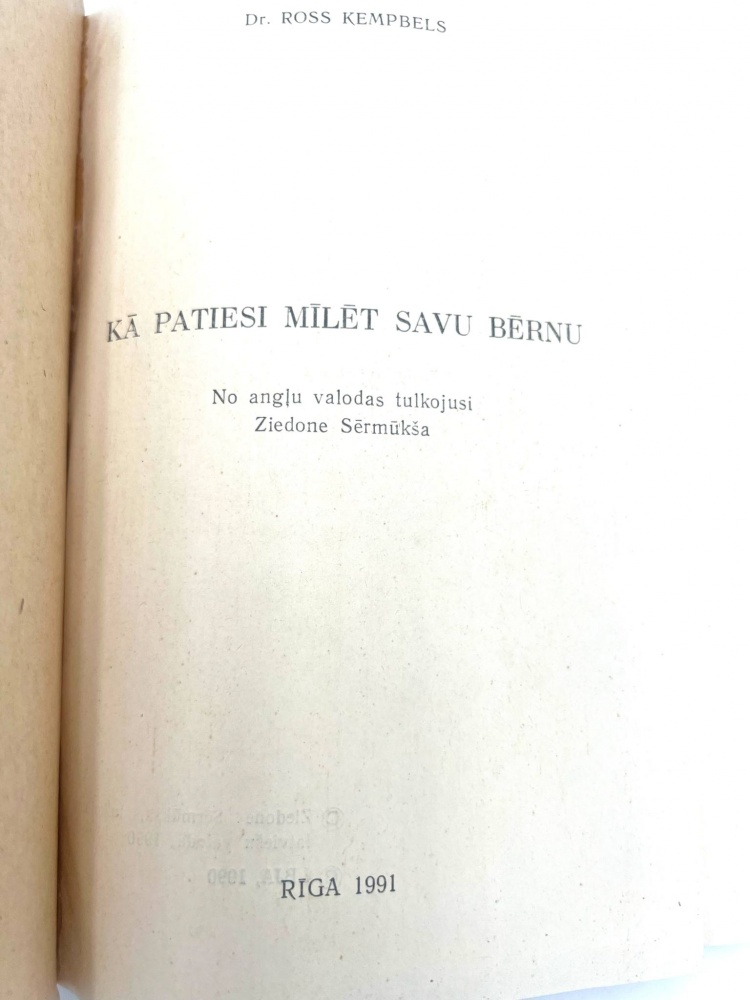 Dr. ROSS KEMPBELS
KĀ PATIESI MĪLĒT SAVU BĒRNU
No angļu valodas tulkojusi
Ziedone Sērmūkša
RĪGA 1991